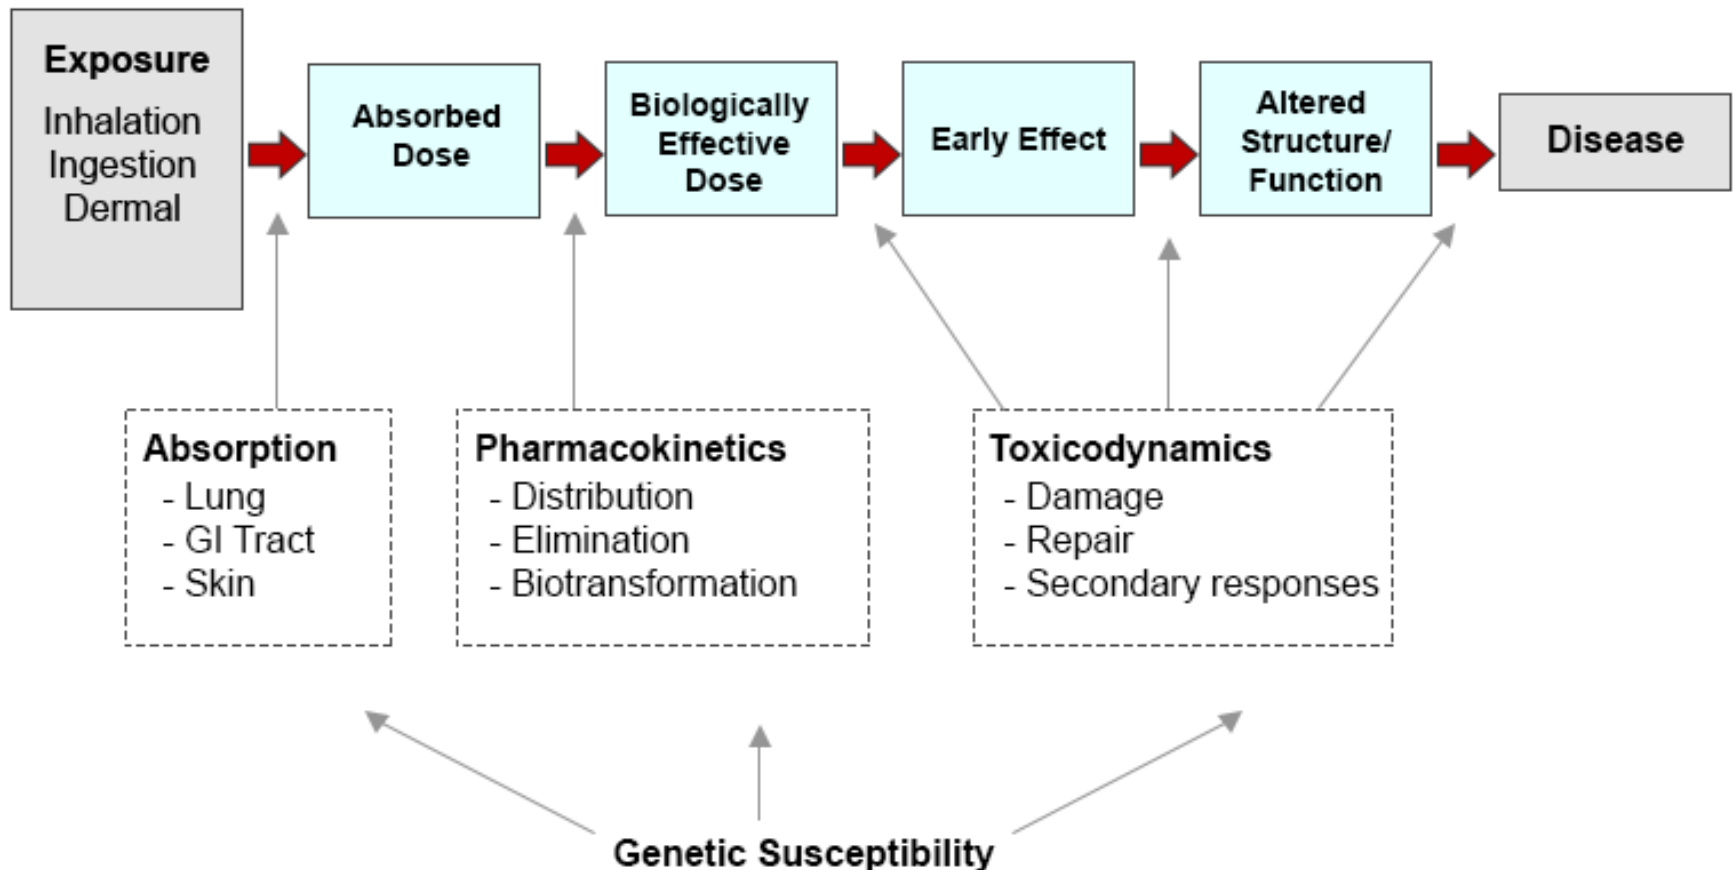 Exposure
Inhalation
Ingestion
Dermal
Absorbed
Dose
Biologically
Effective
Dose
Early Effect
Altered
Structure/
Function
Disease
Absorption
- Lung
- GI Tract
- Skin
Pharmacokinetics
- Distribution
- Elimination
- Biotransformation
Toxicodynamics
- Damage
- Repair
- Secondary responses
Genetic Susceptibility